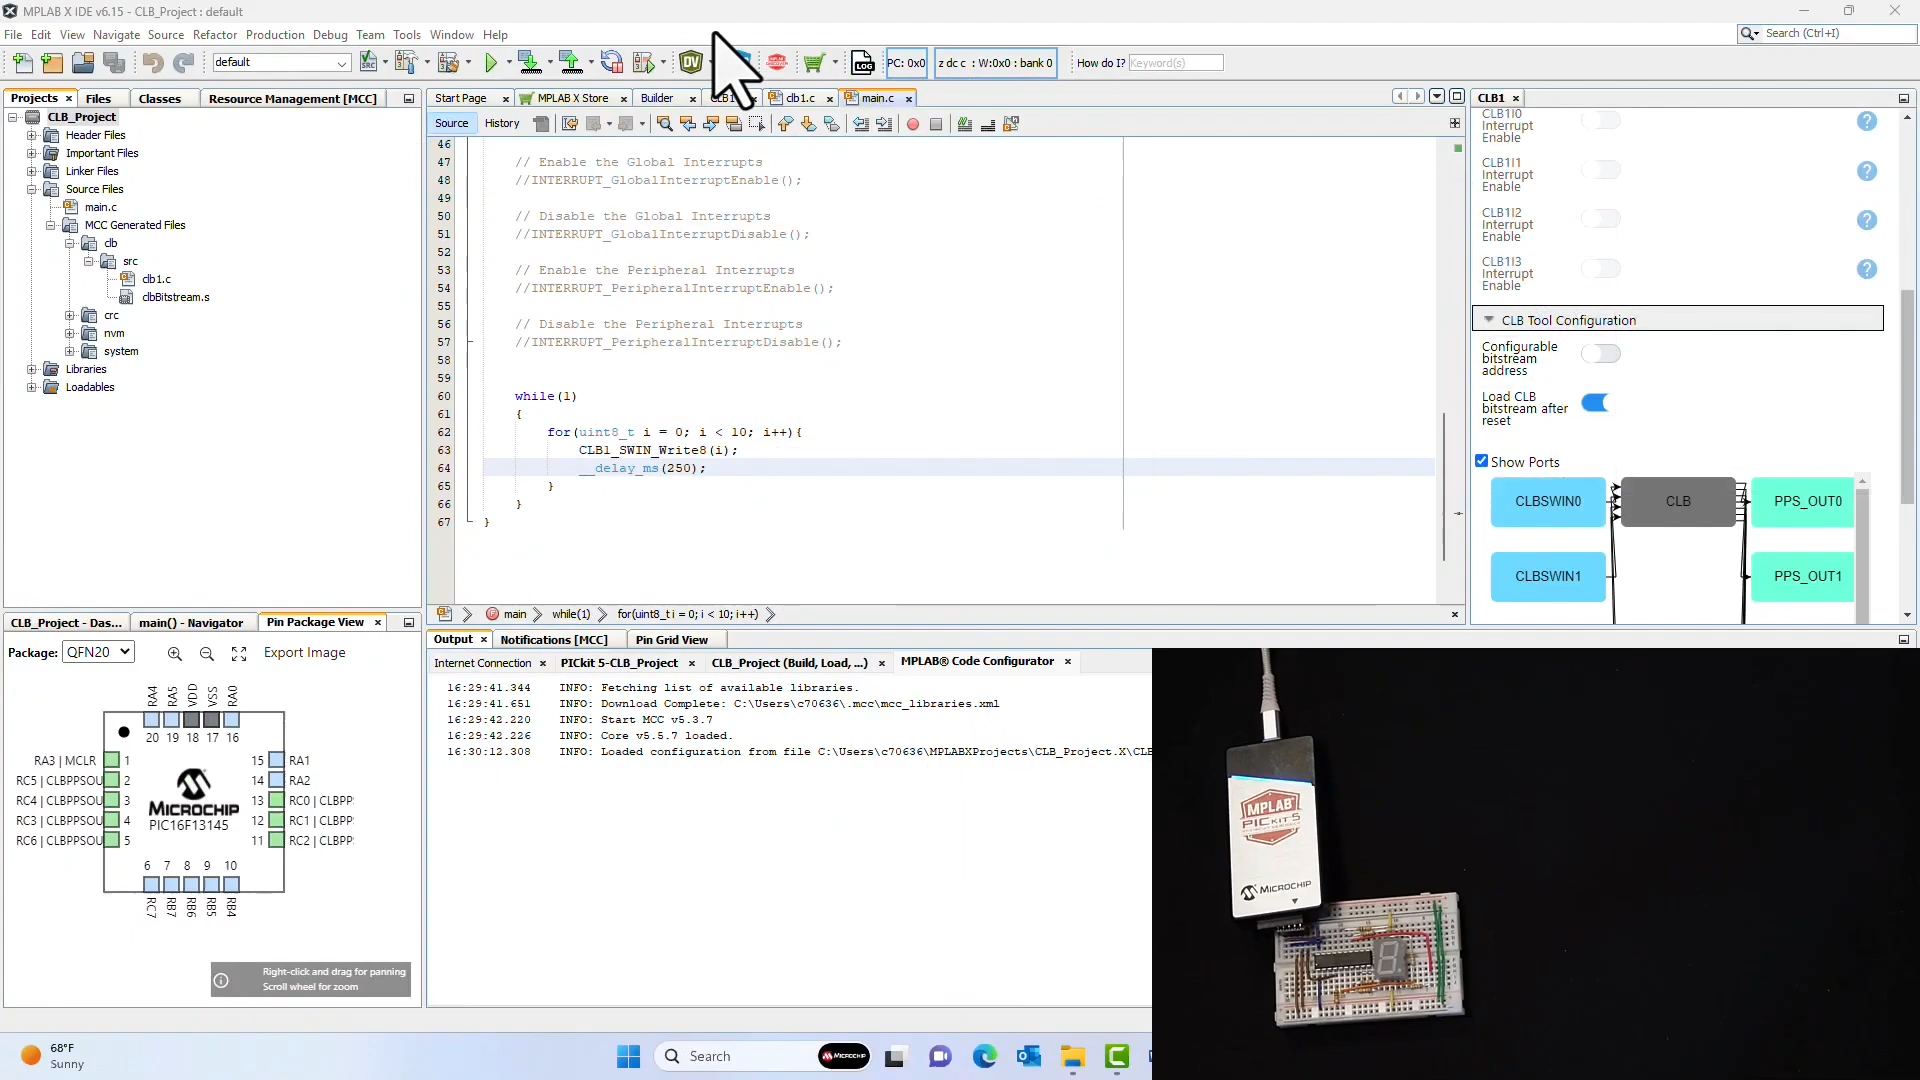 MPLAB X IDE v6.15 - CLB_Project : default
File Edit View Navigate Source Refactor Production Debug Team Tools Window Help
Search (Ctrl+I)
default
PC: 0x0
z dc c : W:0x0 : bank 0
How do I? Keyword(s)
Projects
Files
Classes
Resource Management [MCC]
CLB_Project
Header Files
Important Files
Linker Files
Source Files
main.c
MCC Generated Files
clb
src
clb1.c
clbBitstream.s
crc
nvm
system
Libraries
Loadables
Start Page
MPLAB X Store
Builder
clb1.c
main.c
Source History
46
47 // Enable the Global Interrupts
48 //INTERRUPT_GlobalInterruptEnable();
49
50 // Disable the Global Interrupts
51 //INTERRUPT_GlobalInterruptDisable();
52
53 // Enable the Peripheral Interrupts
54 //INTERRUPT_PeripheralInterruptEnable();
55
56 // Disable the Peripheral Interrupts
57 //INTERRUPT_PeripheralInterruptDisable();
58
59
60 while(1)
61 {
62 for(uint8_t i = 0; i < 10; i++){
63 CLB1_SWIN_Write8(i);
64 __delay_ms(250);
65 }
66 }
67 }
main while(1) for(uint8_t i = 0; i < 10; i++)
CLB1
CLB1I0
Interrupt
Enable
CLB1I1
Interrupt
Enable
CLB1I2
Interrupt
Enable
CLB1I3
Interrupt
Enable
CLB Tool Configuration
Configurable
bitstream
address
Load CLB
bitstream after
reset
Show Ports
CLBSWIN0 CLB PPS_OUT0
CLBSWIN1 PPS_OUT1
CLB_Project - Das...
main() - Navigator
Pin Package View
Package: QFN20
Export Image
RA4 RA5 VDD VSS RA0
20 19 18 17 16
RA3 | MCLR 1 15 RA1
RC5 | CLBPPSOU 2 14 RA2
RC4 | CLBPPSOU 3 13 RC0 | CLBPP
RC3 | CLBPPSOU 4 12 RC1 | CLBPP
RC6 | CLBPPSOU 5 11 RC2 | CLBPP
MICROCHIP
PIC16F13145
6 7 8 9 10
RC7 RB7 RB6 RB5 RB4
Right-click and drag for panning
Scroll wheel for zoom
Output
Notifications [MCC]
Pin Grid View
Internet Connection
PICkit 5-CLB_Project
CLB_Project (Build, Load, ...)
MPLAB® Code Configurator
16:29:41.344 INFO: Fetching list of available libraries.
16:29:41.651 INFO: Download Complete: C:\Users\c70636\.mcc\mcc_libraries.xml
16:29:42.220 INFO: Start MCC v5.3.7
16:29:42.226 INFO: Core v5.5.7 loaded.
16:30:12.308 INFO: Loaded configuration from file C:\Users\c70636\MPLABXProjects\CLB_Project.X\CLB
MPLAB
PICkit 5
MICROCHIP
68°F
Sunny
Search
MICROCHIP